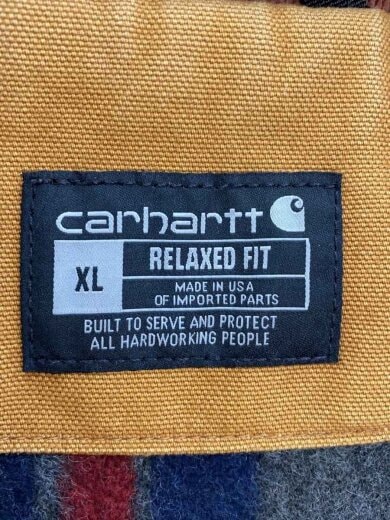 carhartt
XL
RELAXED FIT
MADE IN USA
OF IMPORTED PARTS
BUILT TO SERVE AND PROTECT
ALL HARDWORKING PEOPLE